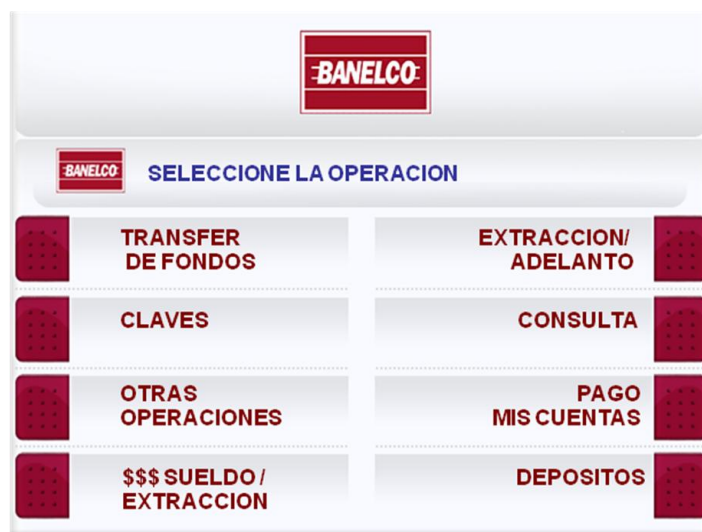 BANELCO
BANELCO
SELECCIONE LA OPERACION
TRANSFER
DE FONDOS
EXTRACCION/
ADELANTO
CLAVES
CONSULTA
OTRAS
OPERACIONES
PAGO
MIS CUENTAS
$$$ SUELDO /
EXTRACCION
DEPOSITOS